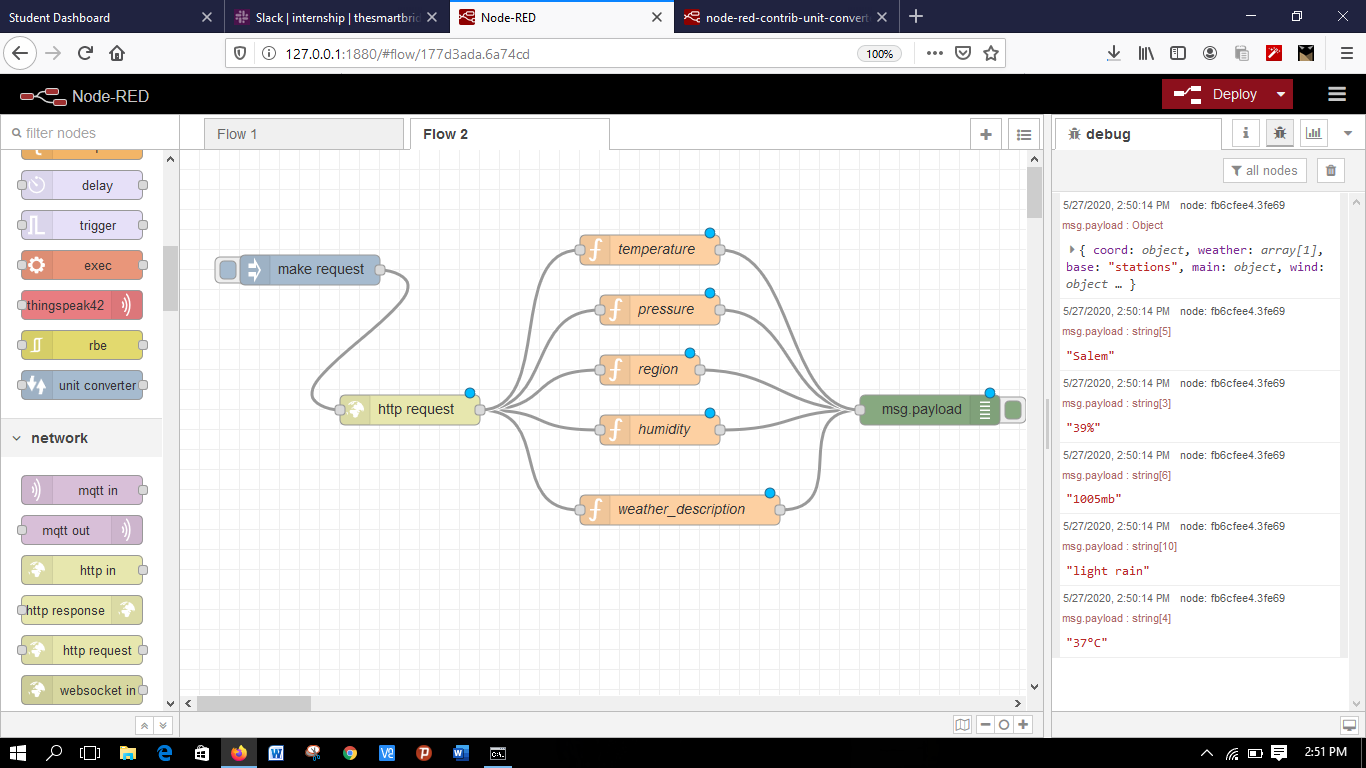 Student Dashboard
Slack | internship | thesmartbrid
Node-RED
node-red-contrib-unit-convert
127.0.0.1:1880/#flow/177d3ada.6a74cd
100%
Node-RED
Deploy
filter nodes
Flow 1
Flow 2
debug
i
all nodes
delay
trigger
exec
thingspeak42
rbe
unit converter
network
mqtt in
mqtt out
http in
http response
http request
websocket in
make request
http request
temperature
pressure
region
humidity
weather_description
msg.payload
5/27/2020, 2:50:14 PM node: fb6cfee4.3fe69
msg.payload : Object
{ coord: object, weather: array[1],
base: "stations", main: object, wind:
object … }
5/27/2020, 2:50:14 PM node: fb6cfee4.3fe69
msg.payload : string[5]
"Salem"
5/27/2020, 2:50:14 PM node: fb6cfee4.3fe69
msg.payload : string[3]
"39%"
5/27/2020, 2:50:14 PM node: fb6cfee4.3fe69
msg.payload : string[6]
"1005mb"
5/27/2020, 2:50:14 PM node: fb6cfee4.3fe69
msg.payload : string[10]
"light rain"
5/27/2020, 2:50:14 PM node: fb6cfee4.3fe69
msg.payload : string[4]
"37°C"
2:51 PM